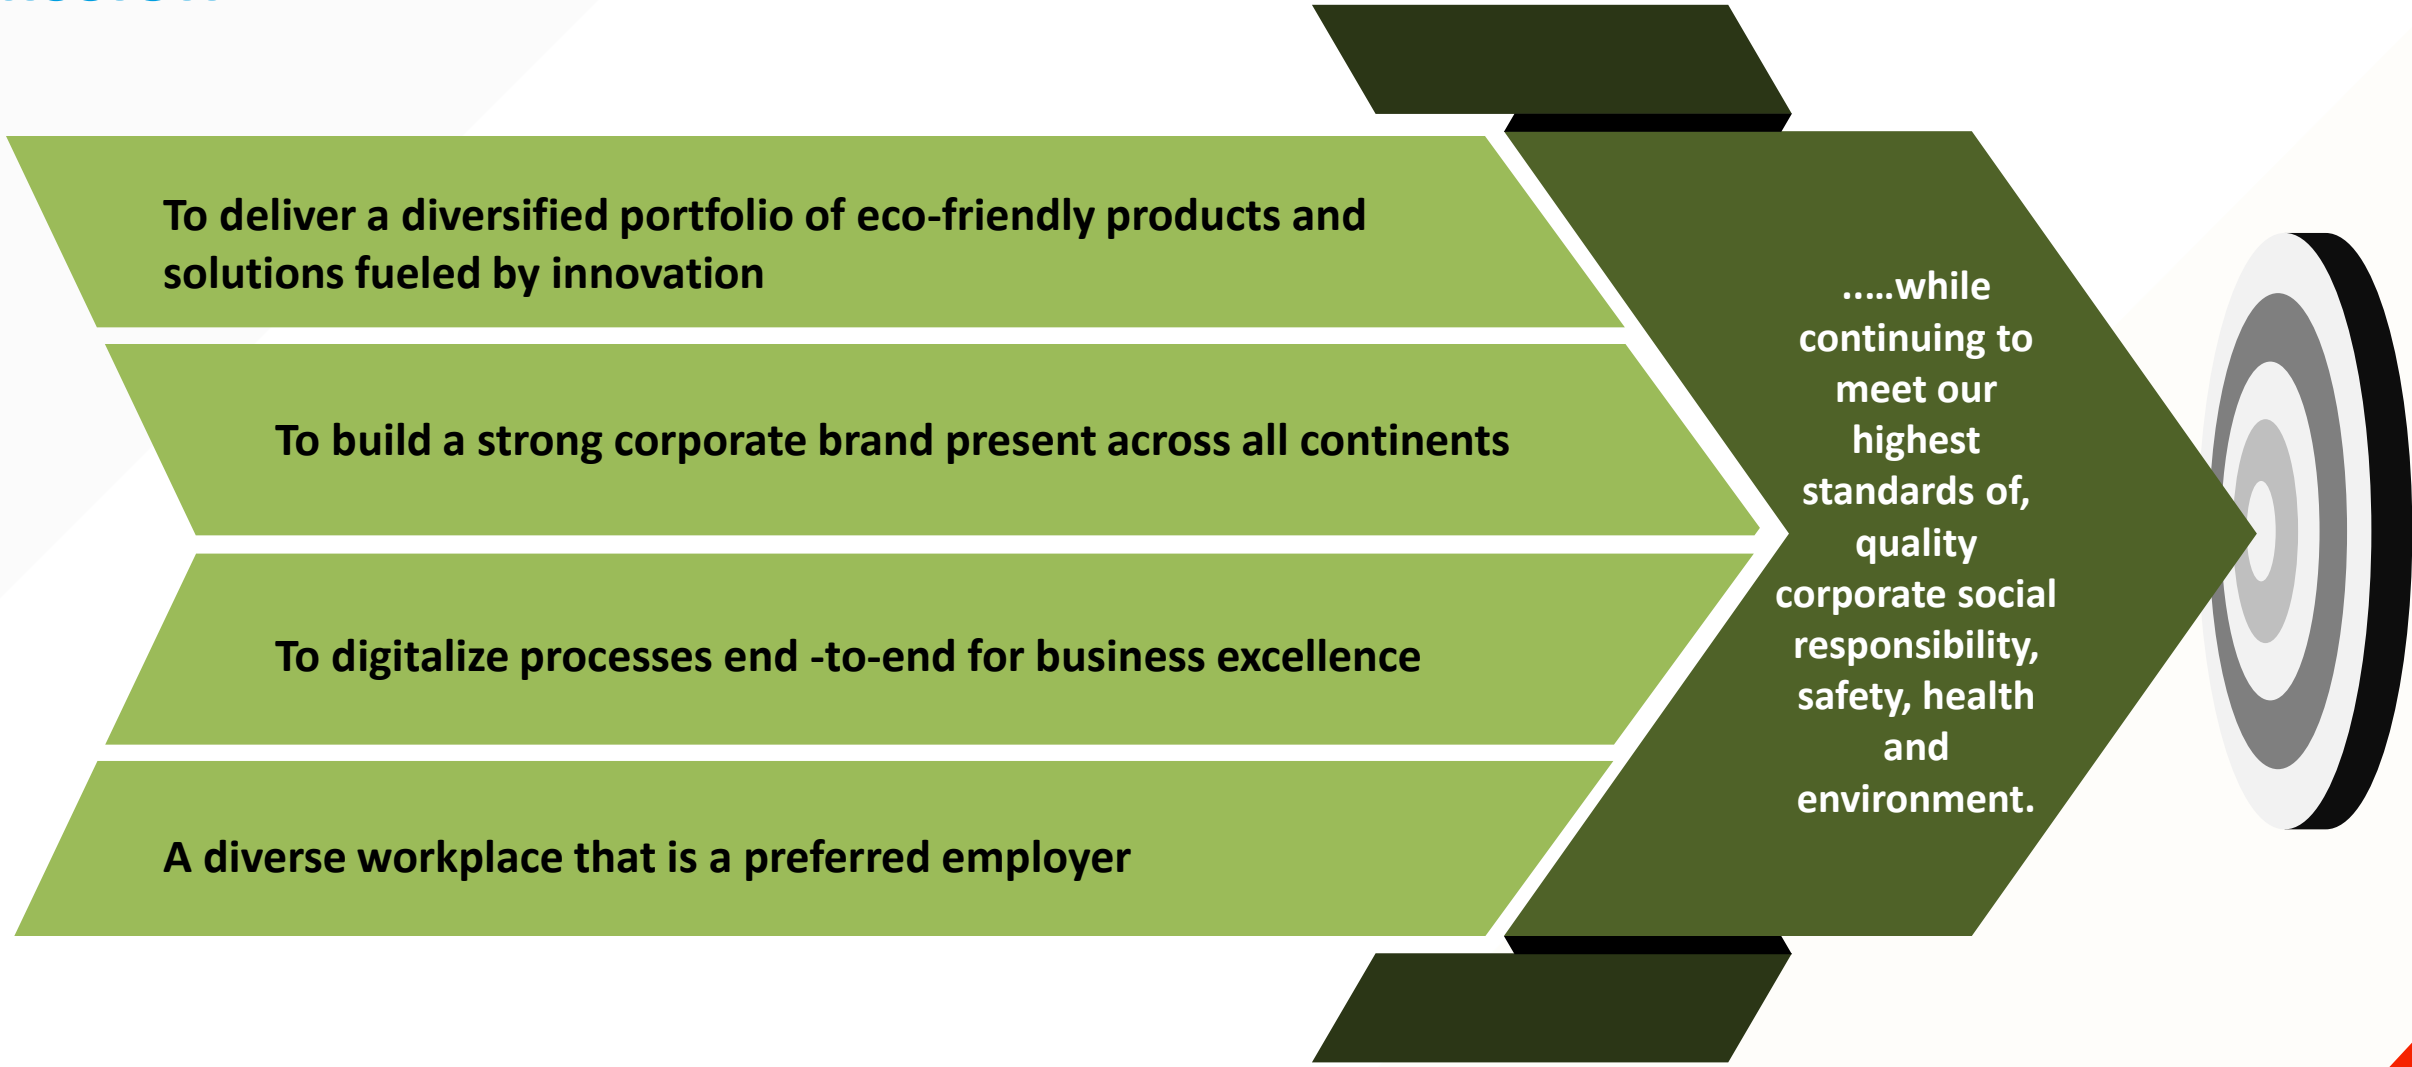 To deliver a diversified portfolio of eco-friendly products and
solutions fueled by innovation
To build a strong corporate brand present across all continents
To digitalize processes end -to-end for business excellence
A diverse workplace that is a preferred employer
.....while
continuing to
meet our
highest
standards of,
quality
corporate social
responsibility,
safety, health
and
environment.